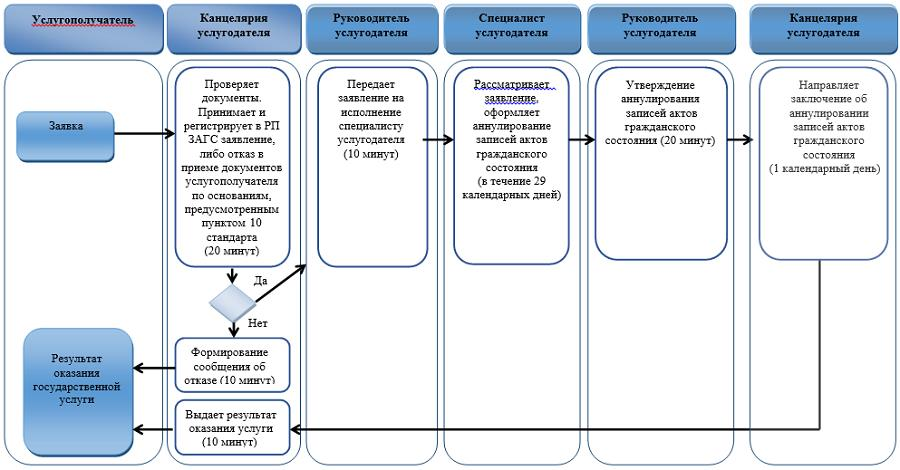 Услугополучатель
Канцелярия
услугодателя
Руководитель
услугодателя
Специалист
услугодателя
Руководитель
услугодателя
Канцелярия
услугодателя
Заявка
Проверяет
документы.
Принимает и
регистрирует в РП
ЗАГС заявление,
либо отказ в
приеме документов
услугополучателя
по основаниям,
предусмотренным
пунктом 10
стандарта
(20 минут)
Передает
заявление на
исполнение
специалисту
услугодателя
(10 минут)
Рассматривает
заявление,
оформляет
аннулирование
записей актов
гражданского
состояния
(в течение 29
календарных дней)
Утверждение
аннулирования
записей актов
гражданского
состояния (20 минут)
Направляет
заключение об
аннулировании
записей актов
гражданского
состояния
(1 календарный день)
Да
Нет
Формирование
сообщения об
отказе (10 минут)
Выдает результат
оказания услуги
(10 минут)
Результат
оказания
государственной
услуги